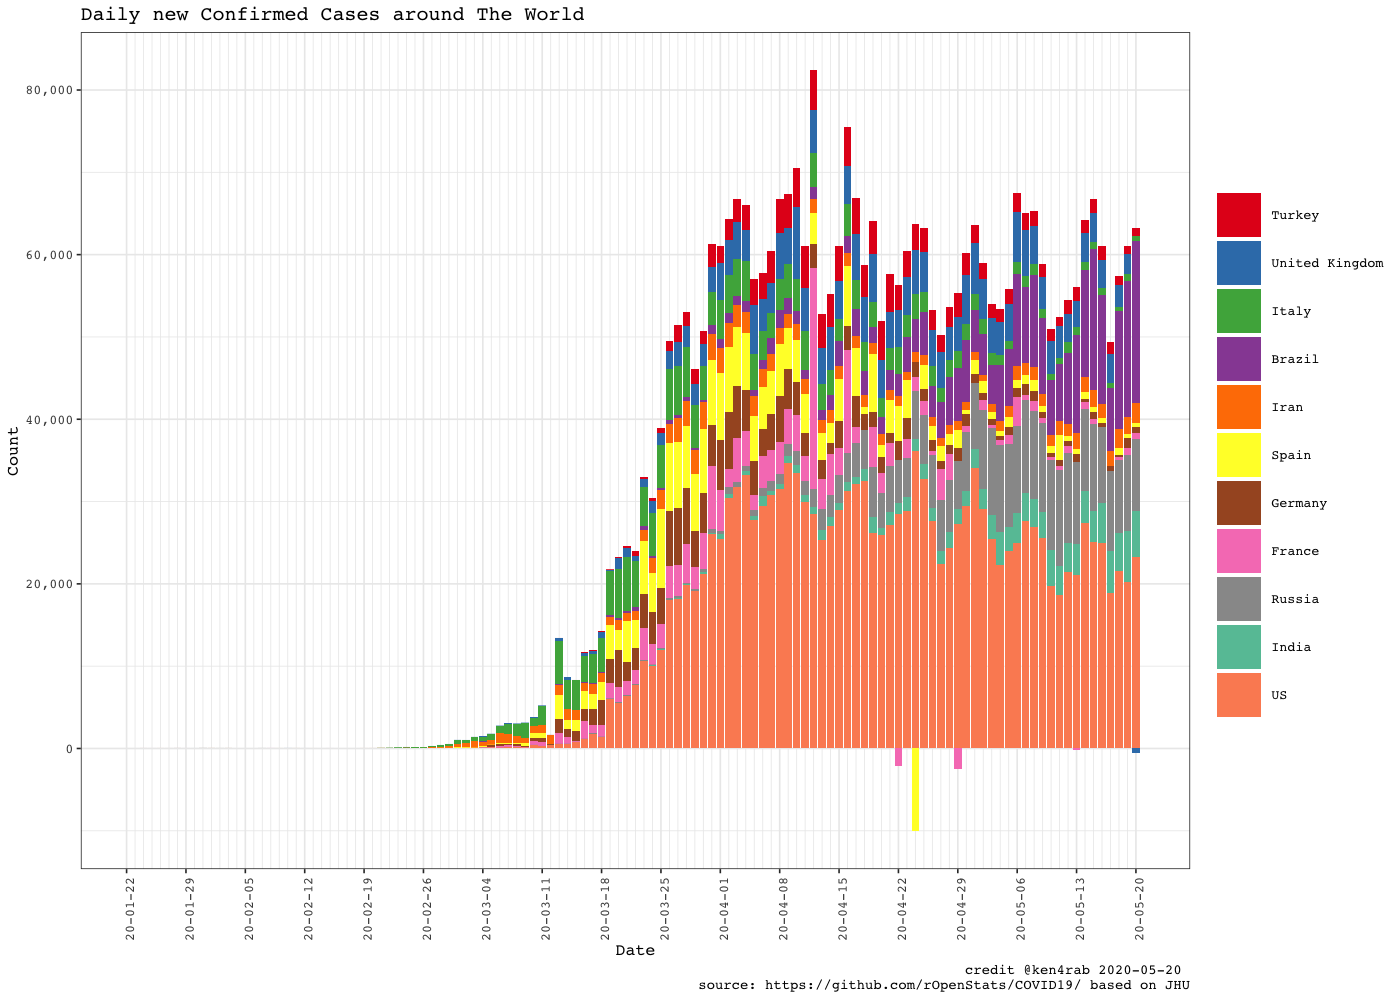 Daily new Confirmed Cases around The World
Count
80,000
60,000
40,000
20,000
0
20-01-22
20-01-29
20-02-05
20-02-12
20-02-19
20-02-26
20-03-04
20-03-11
20-03-18
20-03-25
20-04-01
20-04-08
20-04-15
20-04-22
20-04-29
20-05-06
20-05-13
20-05-20
Date
Turkey
United Kingdom
Italy
Brazil
Iran
Spain
Germany
France
Russia
India
US
credit @ken4rab 2020-05-20
source: https://github.com/rOpenStats/COVID19/ based on JHU